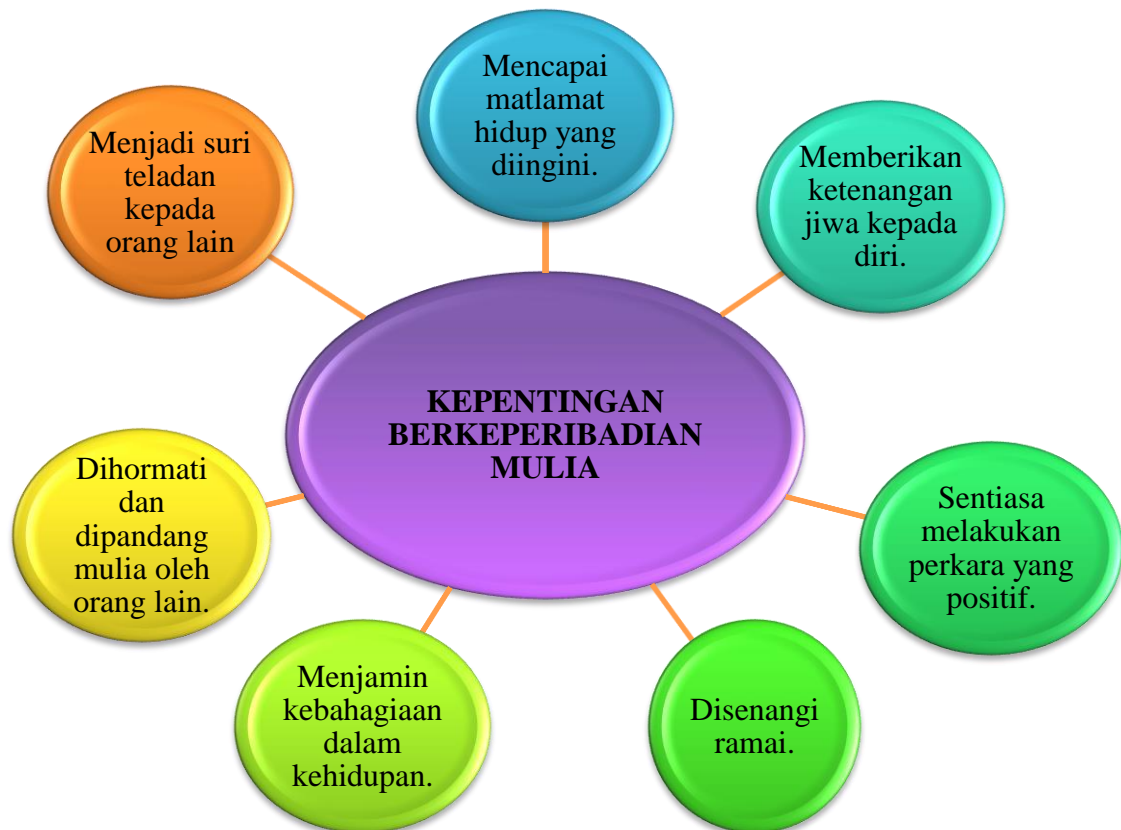 Mencapai
matlamat
hidup yang
diingini.
Memberikan
ketenangan
jiwa kepada
diri.
Sentiasa
melakukan
perkara yang
positif.
Disenangi
ramai.
Menjamin
kebahagiaan
dalam
kehidupan.
Dihormati
dan
dipandang
mulia oleh
orang lain.
Menjadi suri
teladan
kepada
orang lain
KEPENTINGAN
BERKEPERIBADIAN
MULIA